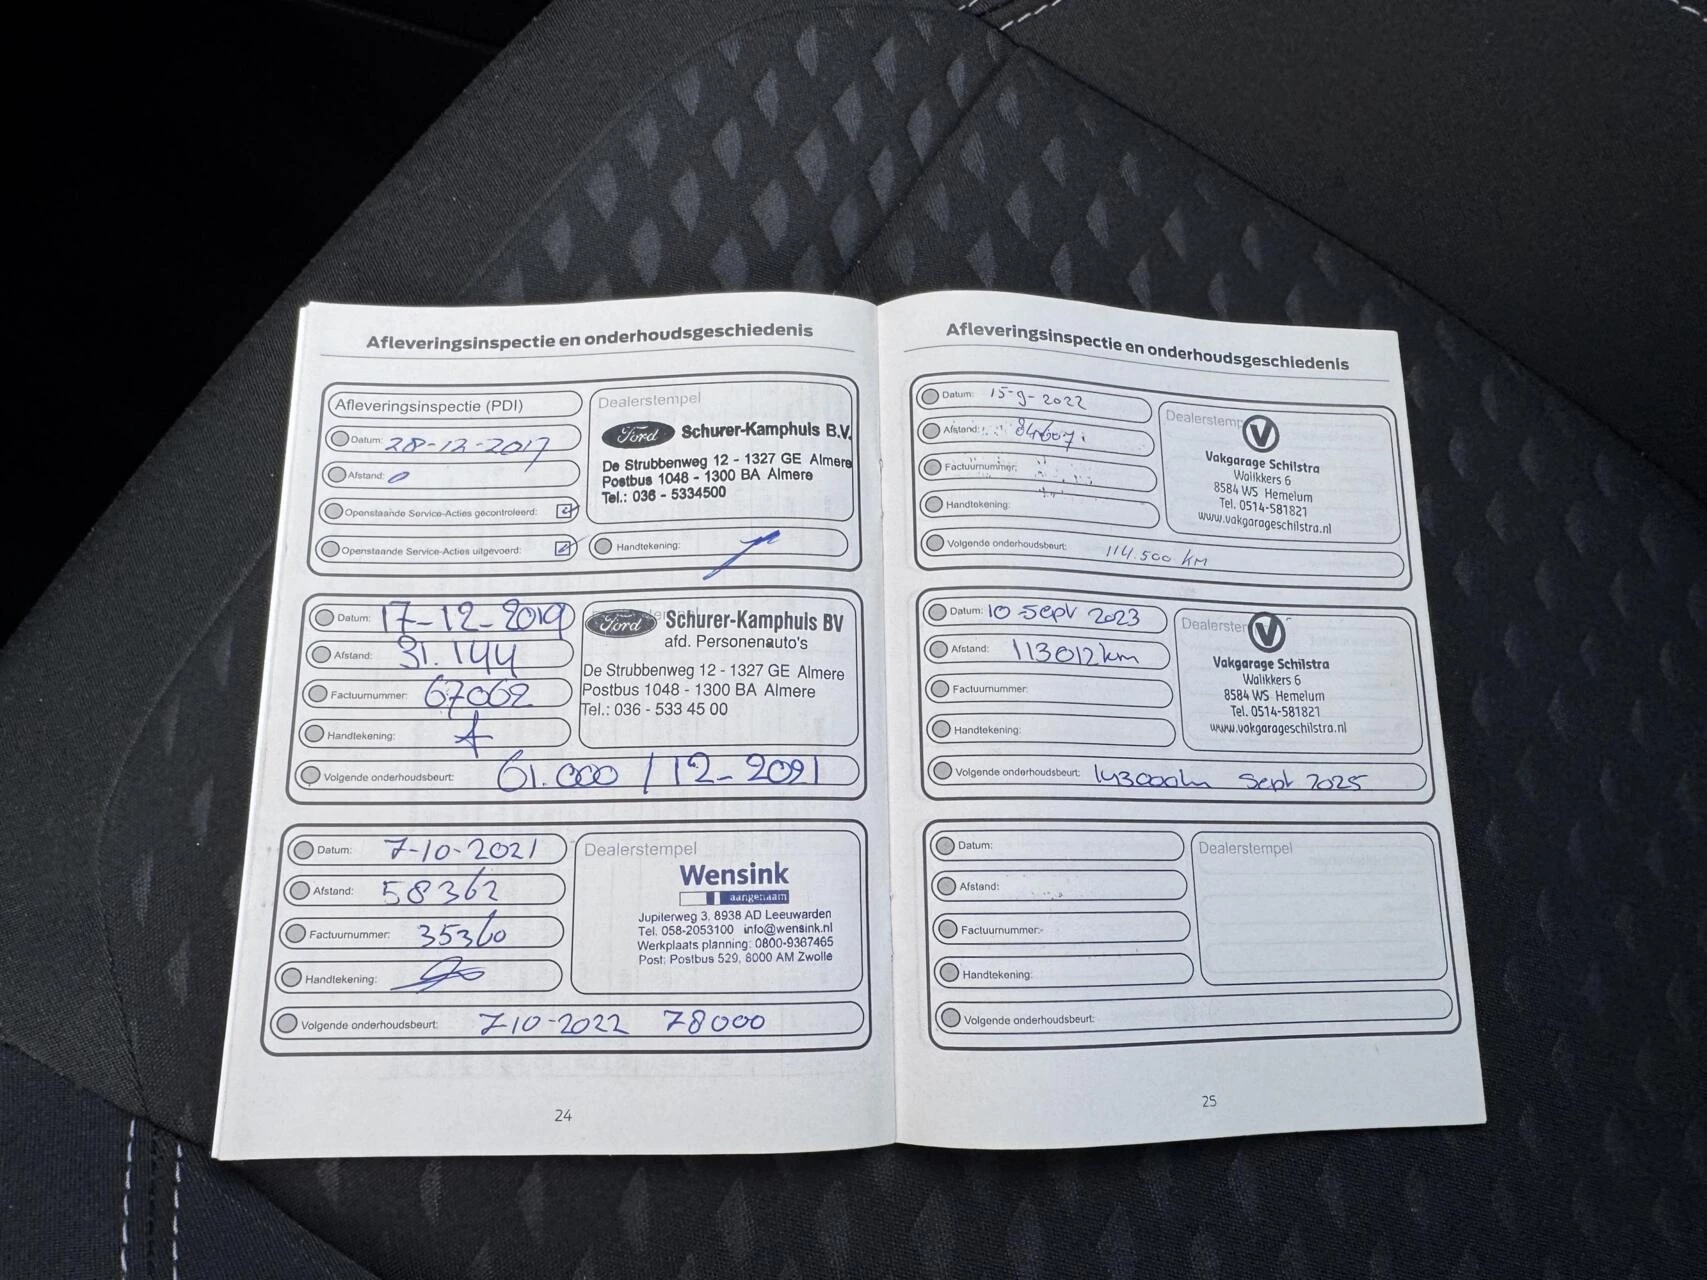 Afleveringsinspectie en onderhoudsgeschiedenis
Afleveringsinspectie (PDI)
Datum: 28-12-2017
Afstand: 0
Openstaande Service-Acties gecontroleerd:
Openstaande Service-Acties uitgevoerd:
Dealerstempel
Ford Schurer-Kamphuis B.V.
De Strubbenweg 12 - 1327 GE Almere
Postbus 1048 - 1300 BA Almere
Tel.: 036 - 5334500
Handtekening:
Datum: 17-12-2019
Afstand: 31.144
Factuurnummer: 67062
Handtekening:
Volgende onderhoudsbeurt: 61.000 / 12-2021
Ford Schurer-Kamphuis BV
afd. Personenauto's
De Strubbenweg 12 - 1327 GE Almere
Postbus 1048 - 1300 BA Almere
Tel.: 036 - 533 45 00
Datum: 7-10-2021
Afstand: 58362
Factuurnummer: 35360
Handtekening:
Volgende onderhoudsbeurt: 7-10-2022 78000
Dealerstempel
Wensink
aangenaam
Jupiterweg 3, 8938 AD Leeuwarden
Tel. 058-2053100 info@wensink.nl
Werkplaats planning: 0800-9367465
Post: Postbus 529, 8000 AM Zwolle
24
Afleveringsinspectie en onderhoudsgeschiedenis
Datum: 15-9-2022
Afstand: 84607
Factuurnummer:
Handtekening:
Volgende onderhoudsbeurt: 114.500 KM
Dealerstemp
V
Vakgarage Schilstra
Walikkers 6
8584 WS Hemelum
Tel. 0514-581821
www.vakgarageschilstra.nl
Datum: 10 Sept 2023
Afstand: 113012 km
Factuurnummer:
Handtekening:
Volgende onderhoudsbeurt: 143000km Sept 2025
Dealerster
V
Vakgarage Schilstra
Walikkers 6
8584 WS Hemelum
Tel. 0514-581821
www.vakgarageschilstra.nl
Datum:
Afstand:
Factuurnummer:
Handtekening:
Volgende onderhoudsbeurt:
Dealerstempel
25